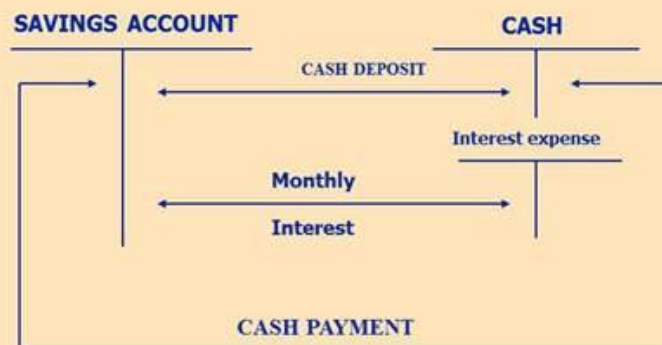 SAVINGS ACCOUNT
CASH
CASH DEPOSIT
Interest expense
Monthly
Interest
CASH PAYMENT